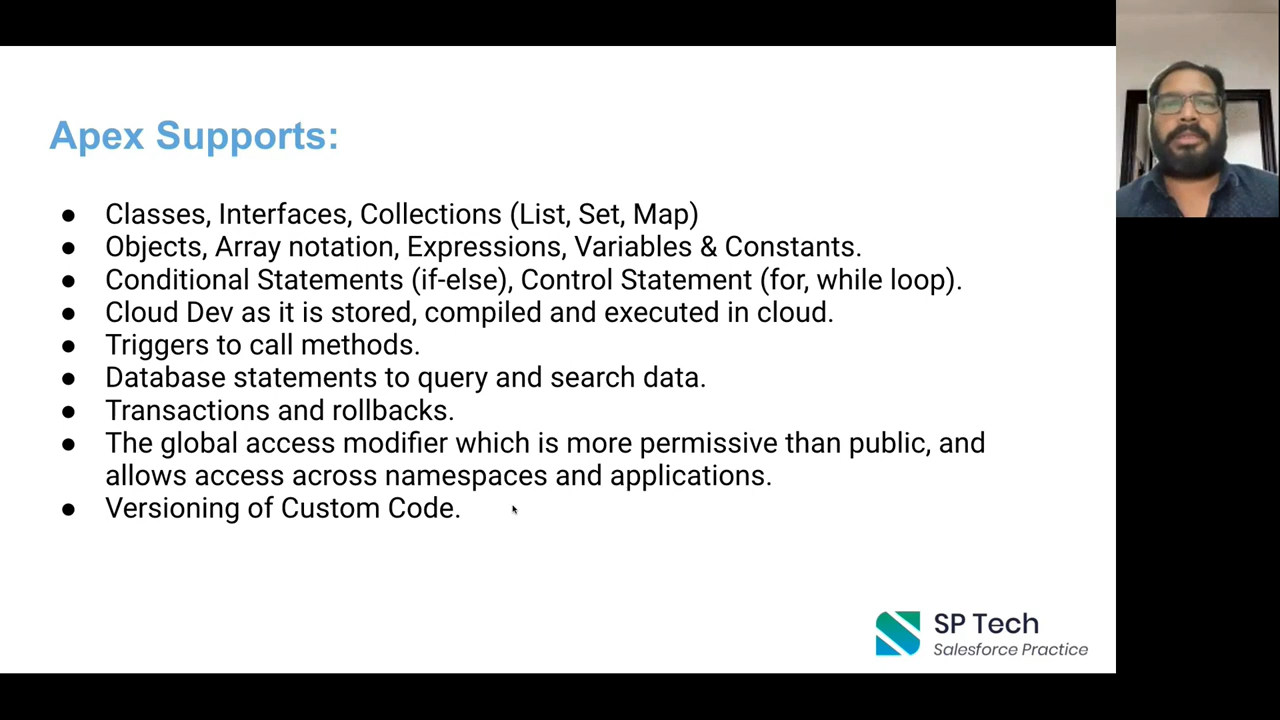 Apex Supports:
● Classes, Interfaces, Collections (List, Set, Map)
● Objects, Array notation, Expressions, Variables & Constants.
● Conditional Statements (if-else), Control Statement (for, while loop).
● Cloud Dev as it is stored, compiled and executed in cloud.
● Triggers to call methods.
● Database statements to query and search data.
● Transactions and rollbacks.
● The global access modifier which is more permissive than public, and
allows access across namespaces and applications.
● Versioning of Custom Code.
SP Tech
Salesforce Practice